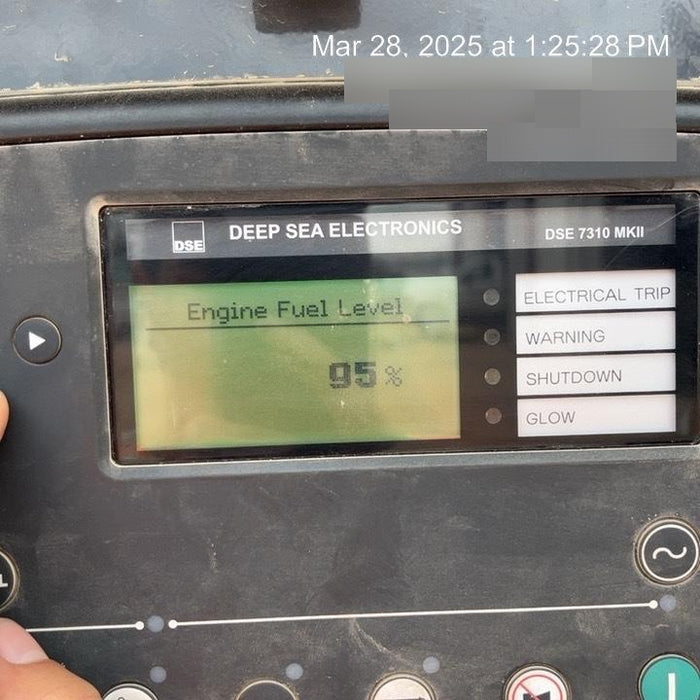 Mar 28, 2025 at 1:25:28 PM
DSE
DEEP SEA ELECTRONICS
DSE 7310 MKII
Engine Fuel Level
95%
ELECTRICAL TRIP
WARNING
SHUTDOWN
GLOW